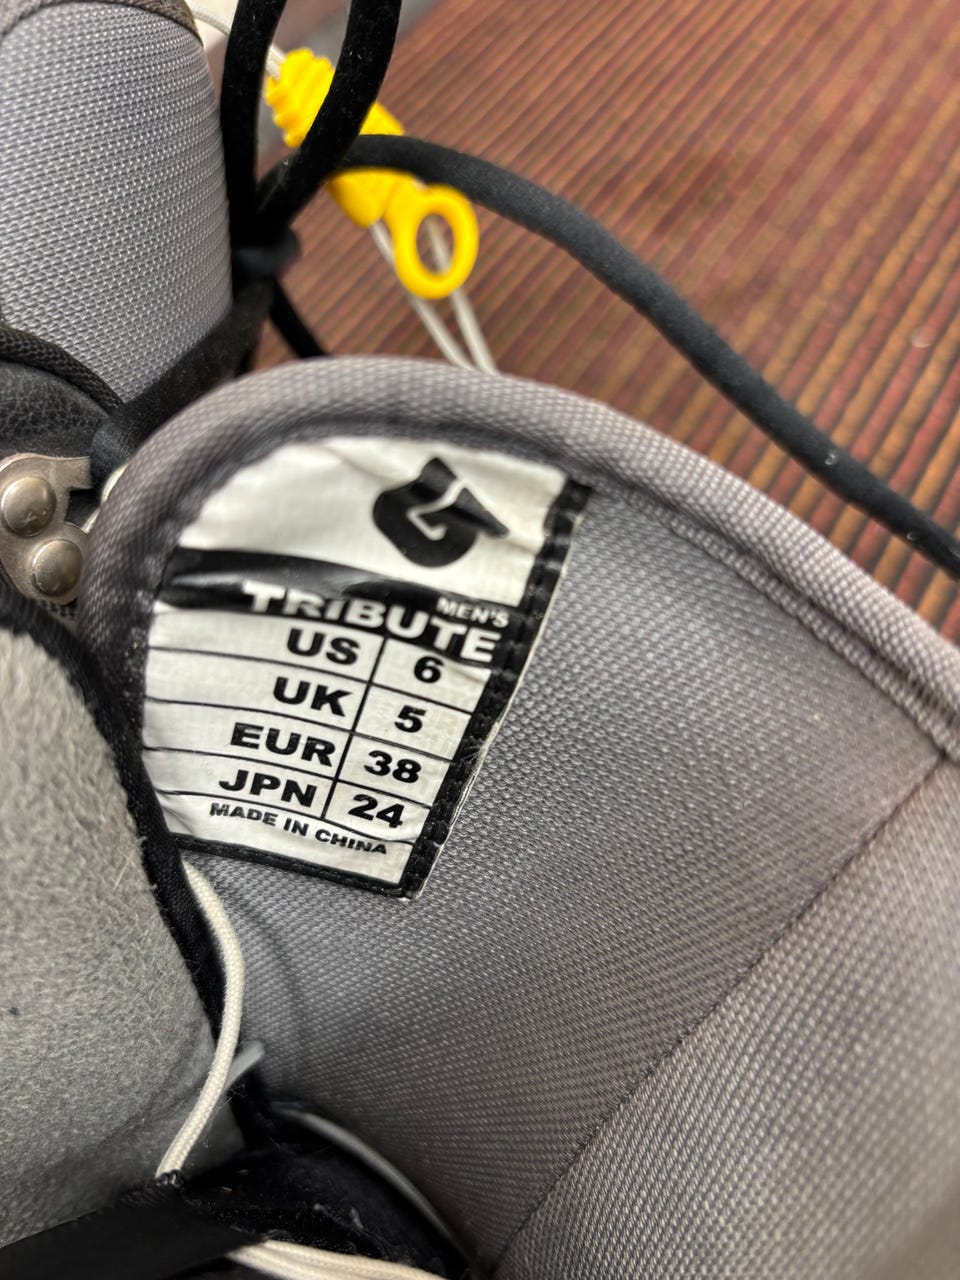 MEN'S
TRIBUTE
US 6
UK 5
EUR 38
JPN 24
MADE IN CHINA